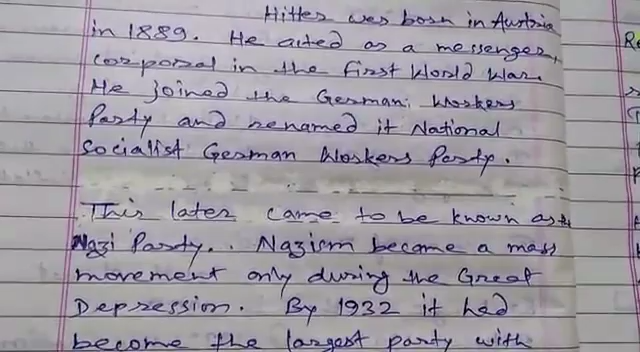 Hitler was born in Austria
in 1889. He acted as a messenger,
corporal in the first World War.
He joined the German, Workers
Party and renamed it National
Socialist German Workers Party.
This later came to be known as the
Nazi Party.. Nazism became a mass
movement only during the Great
Depression. By 1932 it had
become the largest party with